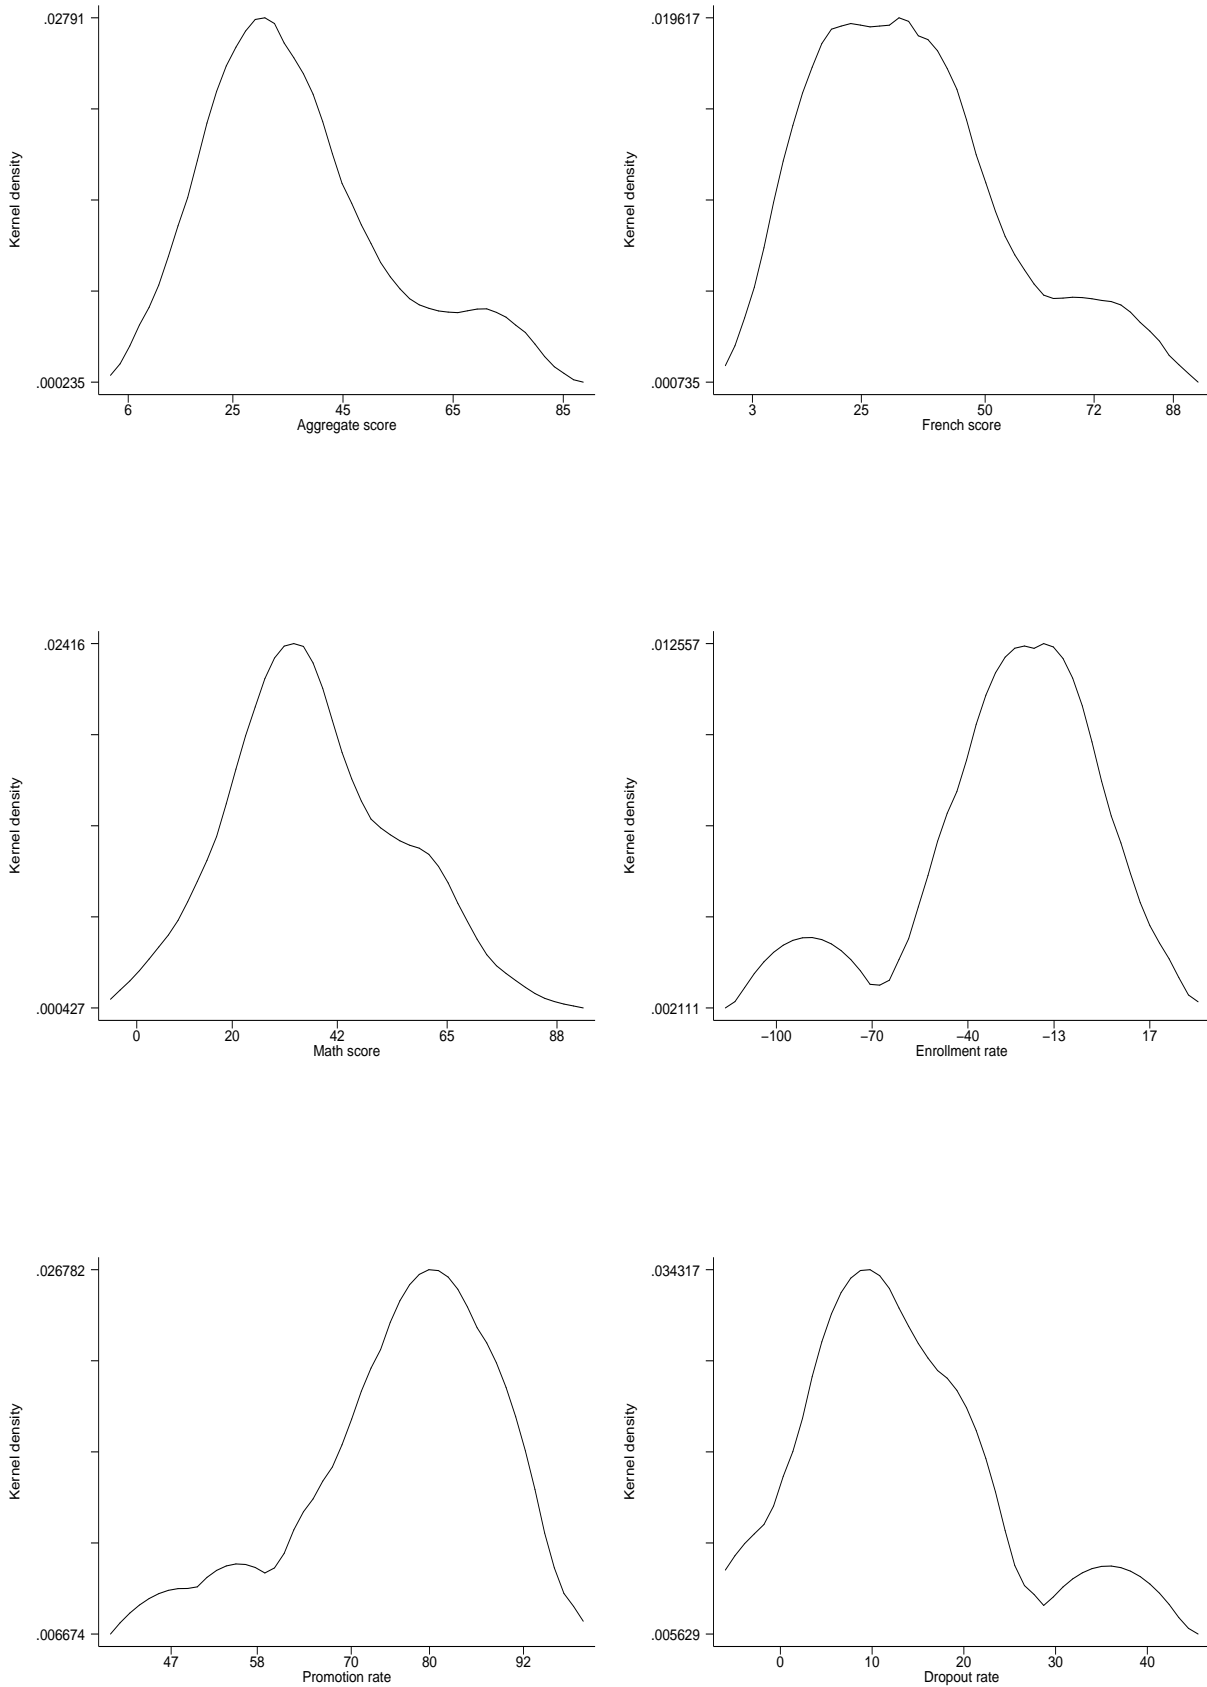 .02791
.000235
Kernel density
6 25 45 65 85
Aggregate score
.019617
.000735
Kernel density
3 25 50 72 88
French score
.02416
.000427
Kernel density
0 20 42 65 88
Math score
.012557
.002111
Kernel density
−100 −70 −40 −13 17
Enrollment rate
.026782
.006674
Kernel density
47 58 70 80 92
Promotion rate
.034317
.005629
Kernel density
0 10 20 30 40
Dropout rate